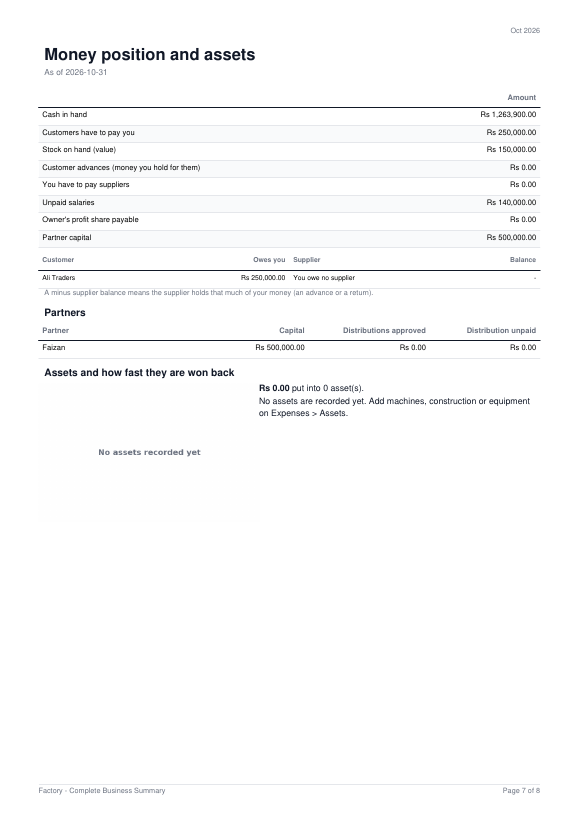 Oct 2026
Money position and assets
As of 2026-10-31
Amount
Cash in hand Rs 1,263,900.00
Customers have to pay you Rs 250,000.00
Stock on hand (value) Rs 150,000.00
Customer advances (money you hold for them) Rs 0.00
You have to pay suppliers Rs 0.00
Unpaid salaries Rs 140,000.00
Owner's profit share payable Rs 0.00
Partner capital Rs 500,000.00
Customer Owes you Supplier Balance
Ali Traders Rs 250,000.00 You owe no supplier -
A minus supplier balance means the supplier holds that much of your money (an advance or a return).
Partners
Partner Capital Distributions approved Distribution unpaid
Faizan Rs 500,000.00 Rs 0.00 Rs 0.00
Assets and how fast they are won back
Rs 0.00 put into 0 asset(s).
No assets are recorded yet. Add machines, construction or equipment
on Expenses > Assets.
No assets recorded yet
Factory - Complete Business Summary Page 7 of 8